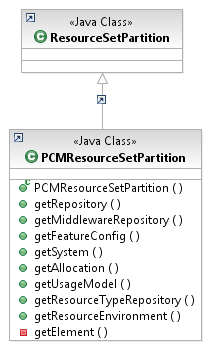 «Java Class»
ResourceSetPartition
«Java Class»
PCMResourceSetPartition
PCMResourceSetPartition ( )
getRepository ( )
getMiddlewareRepository ( )
getFeatureConfig ( )
getSystem ( )
getAllocation ( )
getUsageModel ( )
getResourceTypeRepository ( )
getResourceEnvironment ( )
getElement ( )